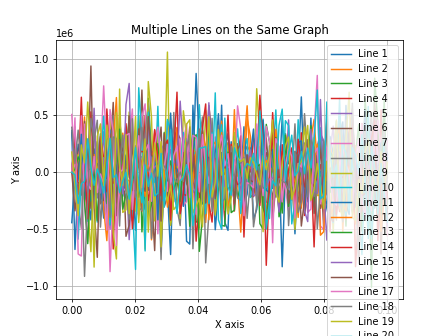 Multiple Lines on the Same Graph
1e6
1.0
0.5
0.0
−0.5
−1.0
Y axis
0.00
0.02
0.04
0.06
X axis
Line 1
Line 2
Line 3
Line 4
Line 5
Line 6
Line 7
Line 8
Line 9
Line 10
Line 11
Line 12
Line 13
Line 14
Line 15
Line 16
Line 17
Line 18
Line 19
Line 20